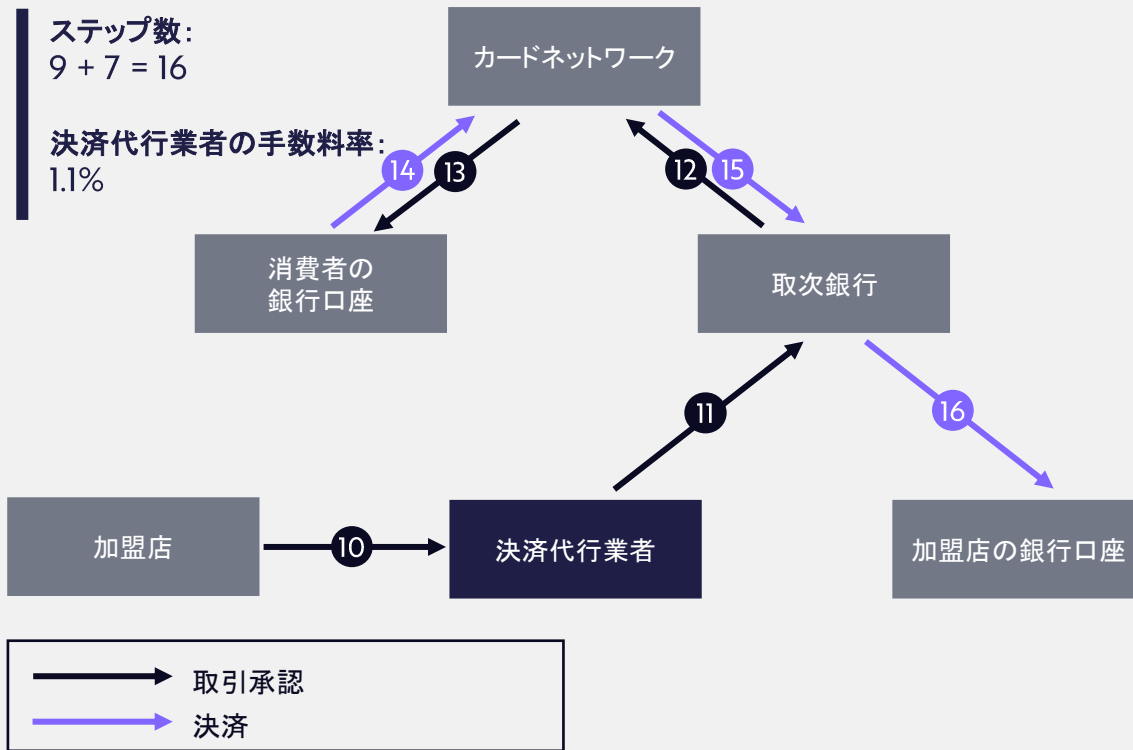 ステップ数:
9 + 7 = 16
決済代行業者の手数料率:
1.1%
カードネットワーク
14
13
12
15
消費者の
銀行口座
取次銀行
11
16
加盟店
10
決済代行業者
加盟店の銀行口座
取引承認
決済